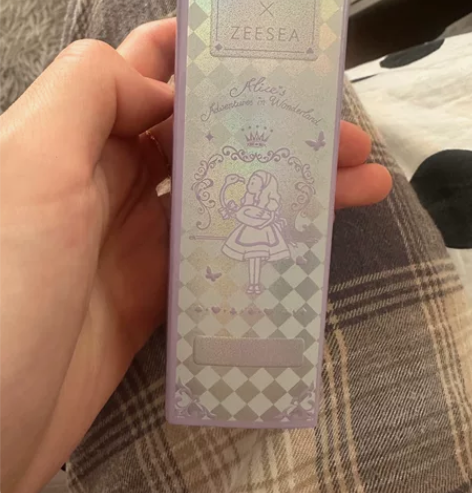 ×
ZEESEA
Alice's
Adventures in Wonderland